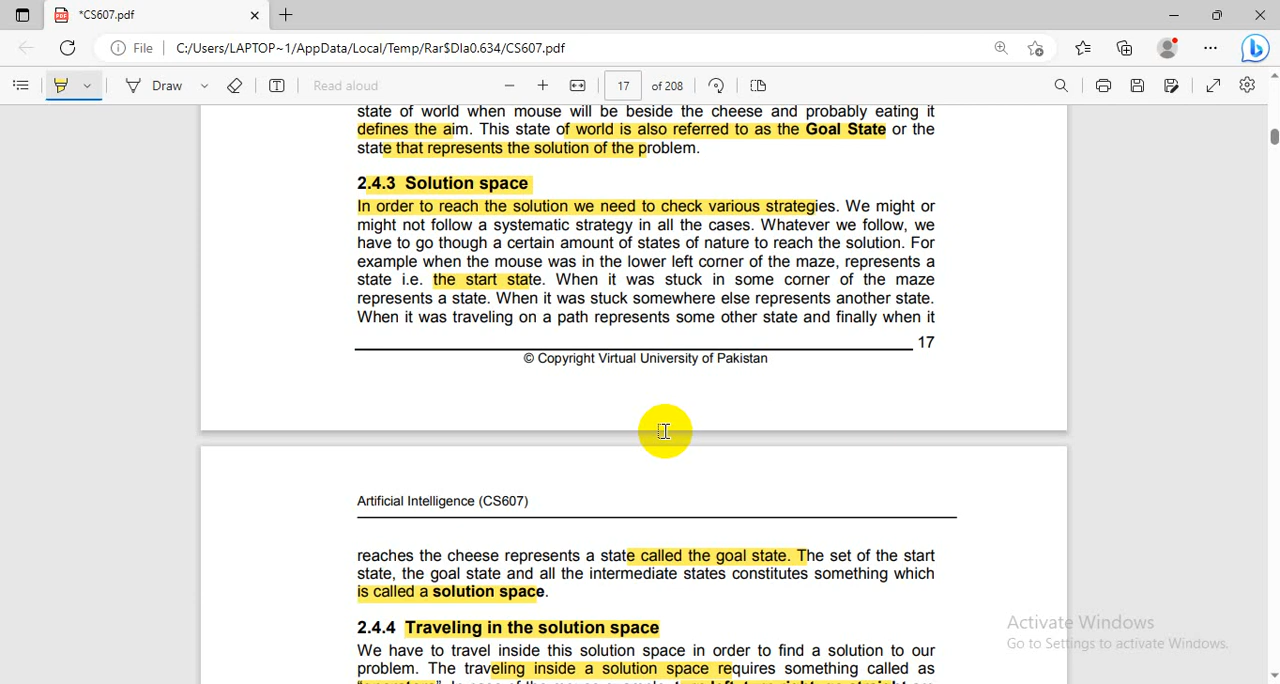 *CS607.pdf
File
C:/Users/LAPTOP~1/AppData/Local/Temp/Rar$DIa0.634/CS607.pdf
Draw
Read aloud
17 of 208
state of world when mouse will be beside the cheese and probably eating it
defines the aim. This state of world is also referred to as the Goal State or the
state that represents the solution of the problem.
2.4.3 Solution space
In order to reach the solution we need to check various strategies. We might or
might not follow a systematic strategy in all the cases. Whatever we follow, we
have to go though a certain amount of states of nature to reach the solution. For
example when the mouse was in the lower left corner of the maze, represents a
state i.e. the start state. When it was stuck in some corner of the maze
represents a state. When it was stuck somewhere else represents another state.
When it was traveling on a path represents some other state and finally when it
17
© Copyright Virtual University of Pakistan
Artificial Intelligence (CS607)
reaches the cheese represents a state called the goal state. The set of the start
state, the goal state and all the intermediate states constitutes something which
is called a solution space.
2.4.4 Traveling in the solution space
We have to travel inside this solution space in order to find a solution to our
problem. The traveling inside a solution space requires something called as
Activate Windows
Go to Settings to activate Windows.